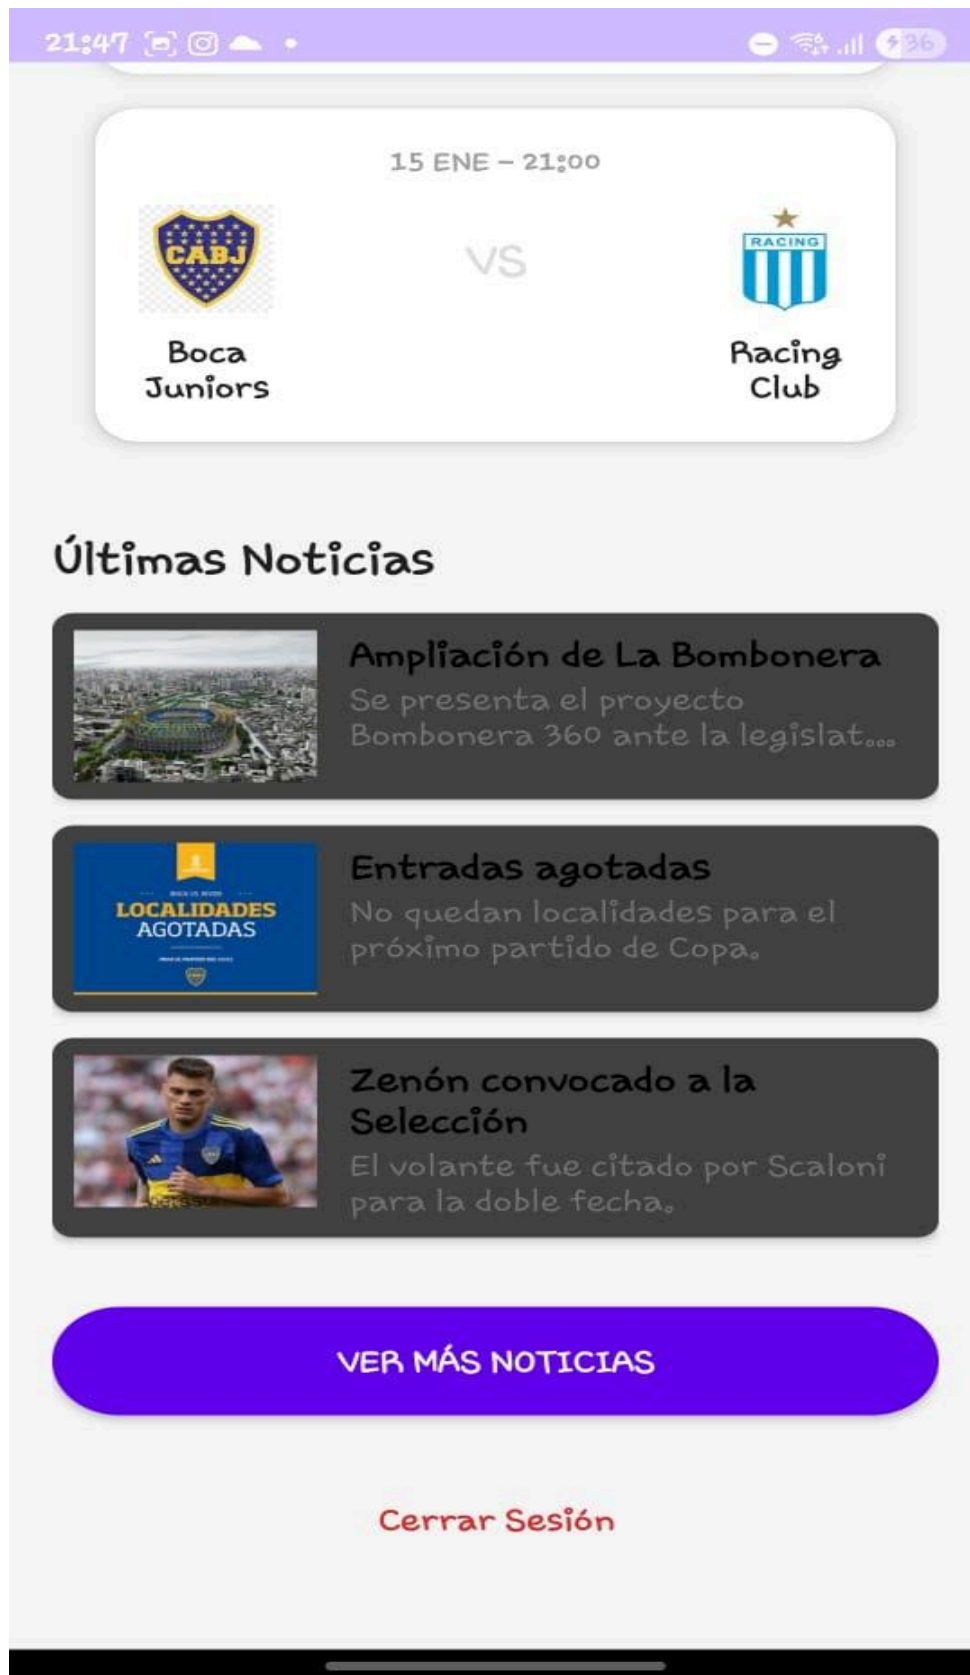 21:47
36
15 ENE – 21:00
CABJ
VS
RACING
Boca
Juniors
Racing
Club
Últimas Noticias
Ampliación de La Bombonera
Se presenta el proyecto
Bombonera 360 ante la legislat...
LOCALIDADES
AGOTADAS
Entradas agotadas
No quedan localidades para el
próximo partido de Copa.
Zenón convocado a la
Selección
El volante fue citado por Scaloni
para la doble fecha.
VER MÁS NOTICIAS
Cerrar Sesión